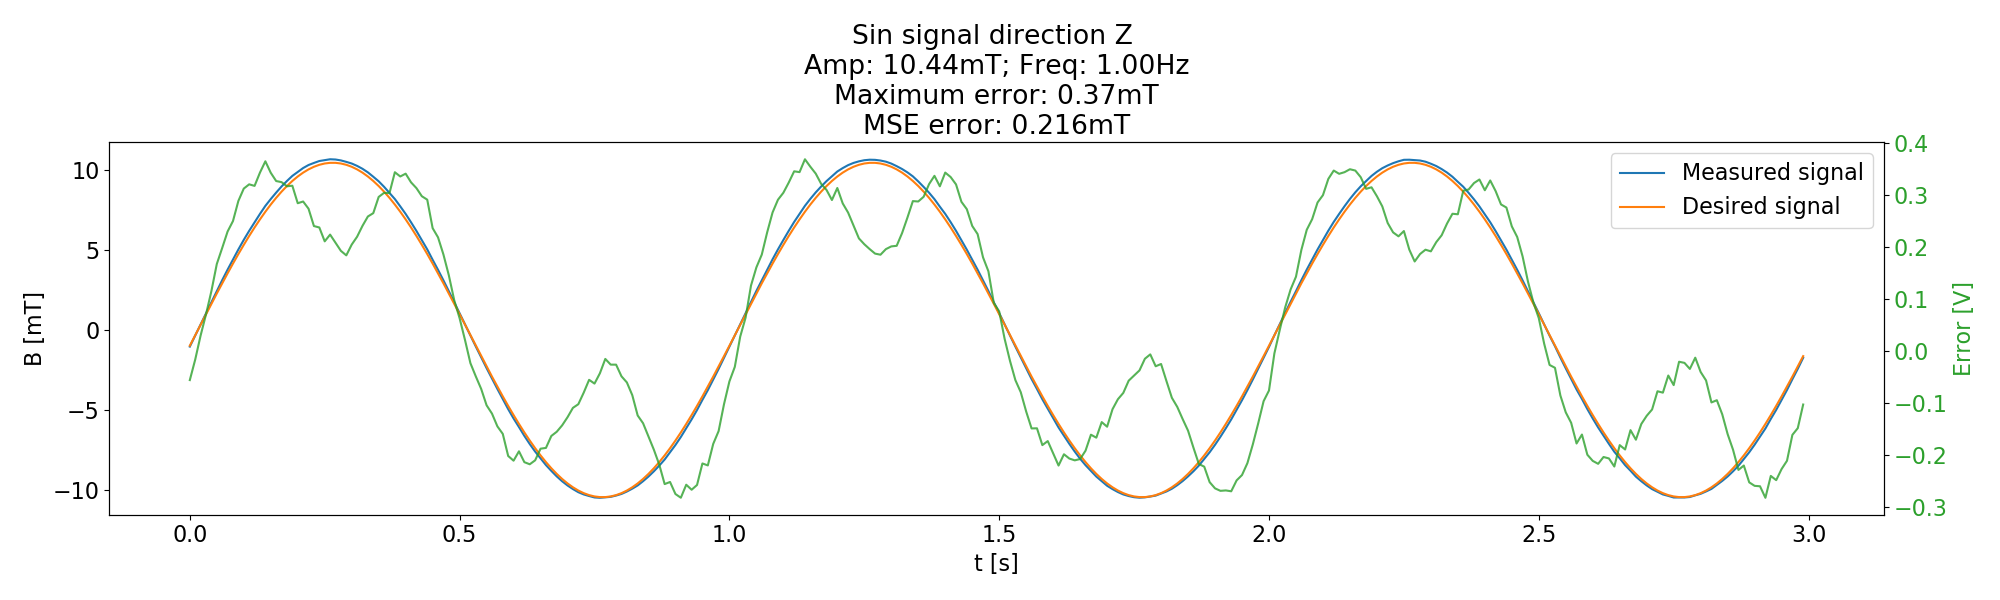 Sin signal direction Z
Amp: 10.44mT; Freq: 1.00Hz
Maximum error: 0.37mT
MSE error: 0.216mT
B [mT]
10
5
0
−5
−10
Measured signal
Desired signal
0.4
0.3
0.2
0.1
0.0
−0.1
−0.2
−0.3
Error [V]
0.0 0.5 1.0 1.5 2.0 2.5 3.0
t [s]